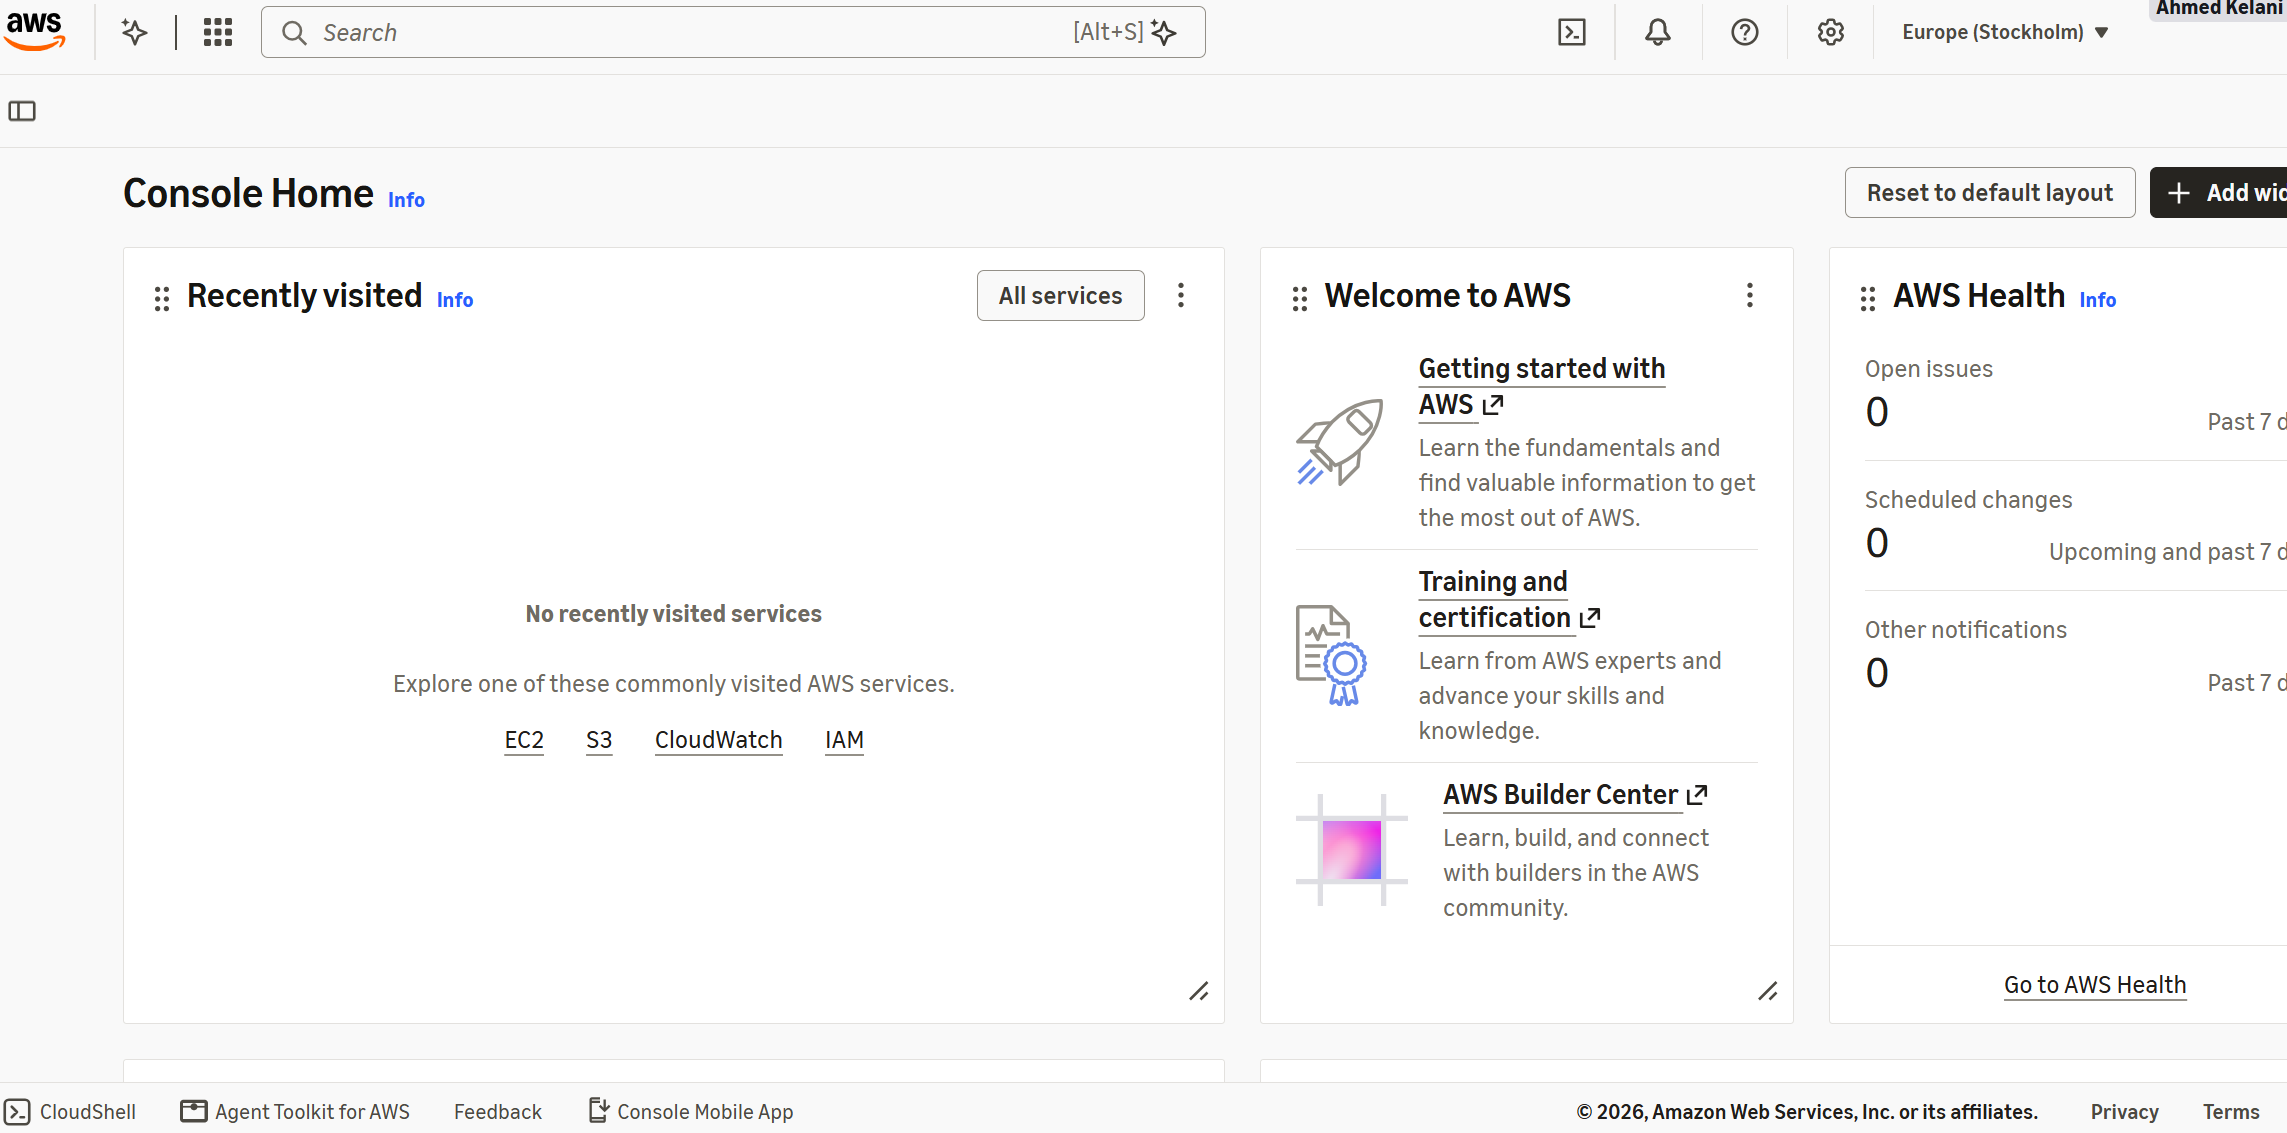 aws
Search [Alt+S]
Europe (Stockholm)
Ahmed Kelani
Console Home Info
Reset to default layout
Add wid
Recently visited Info
All services
No recently visited services
Explore one of these commonly visited AWS services.
EC2 S3 CloudWatch IAM
Welcome to AWS
Getting started with
AWS
Learn the fundamentals and
find valuable information to get
the most out of AWS.
Training and
certification
Learn from AWS experts and
advance your skills and
knowledge.
AWS Builder Center
Learn, build, and connect
with builders in the AWS
community.
AWS Health Info
Open issues
0
Past 7 d
Scheduled changes
0
Upcoming and past 7 d
Other notifications
0
Past 7 d
Go to AWS Health
CloudShell Agent Toolkit for AWS Feedback Console Mobile App
© 2026, Amazon Web Services, Inc. or its affiliates. Privacy Terms